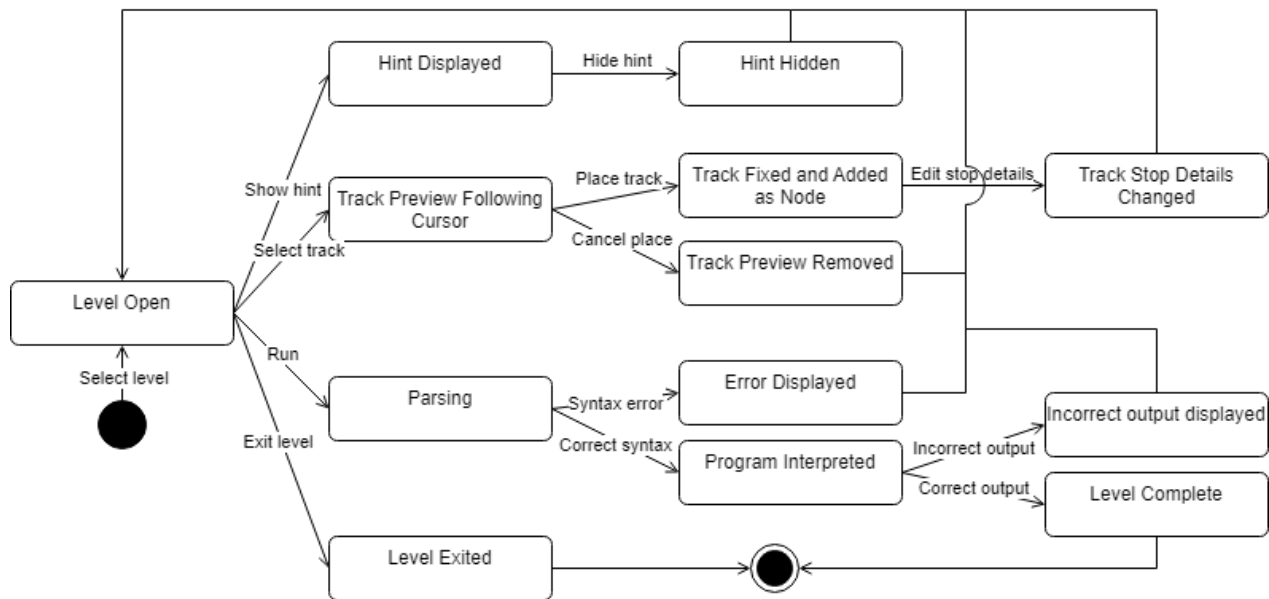 Hint Displayed
Hide hint
Hint Hidden
Show hint
Track Preview Following
Cursor
Select track
Place track
Track Fixed and Added
as Node
Edit stop details
Track Stop Details
Changed
Cancel place
Track Preview Removed
Level Open
Select level
Run
Parsing
Syntax error
Error Displayed
Correct syntax
Program Interpreted
Incorrect output
Incorrect output displayed
Correct output
Level Complete
Exit level
Level Exited